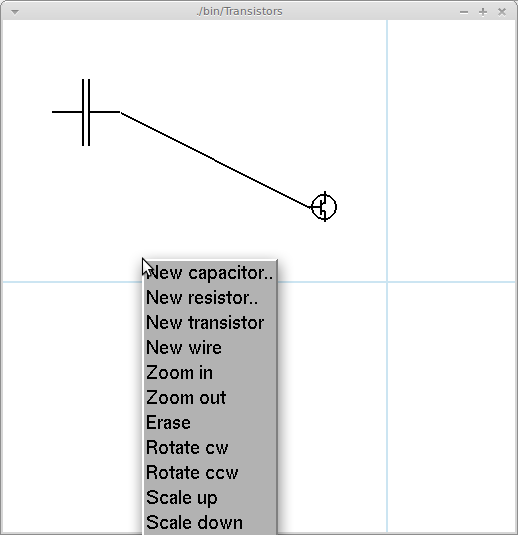 ./bin/Transistors
New capacitor..
New resistor..
New transistor
New wire
Zoom in
Zoom out
Erase
Rotate cw
Rotate ccw
Scale up
Scale down